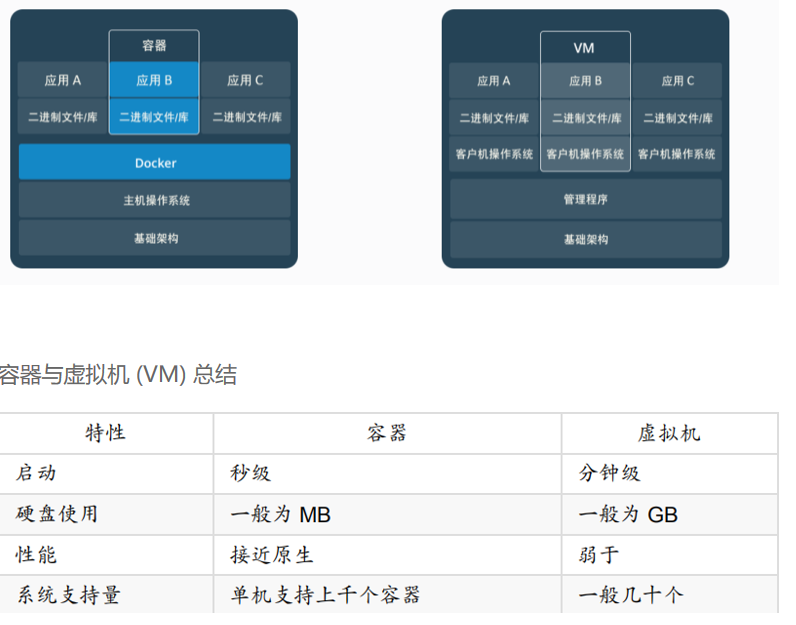 容器
应用 A 应用 B 应用 C
二进制文件/库 二进制文件/库 二进制文件/库
Docker
主机操作系统
基础架构
VM
应用 A 应用 B 应用 C
二进制文件/库 二进制文件/库 二进制文件/库
客户机操作系统 客户机操作系统 客户机操作系统
管理程序
基础架构
容器与虚拟机 (VM) 总结
特性 容器 虚拟机
启动 秒级 分钟级
硬盘使用 一般为 MB 一般为 GB
性能 接近原生 弱于
系统支持量 单机支持上千个容器 一般几十个